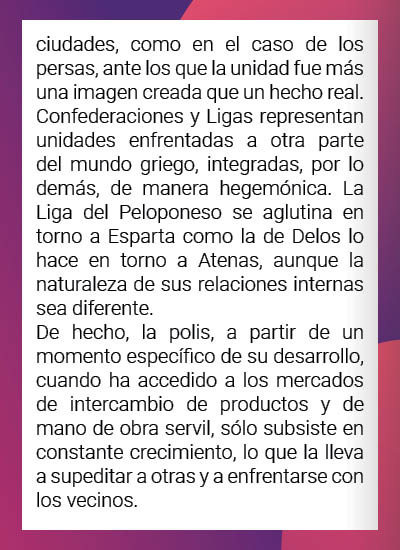 ciudades, como en el caso de los
persas, ante los que la unidad fue más
una imagen creada que un hecho real.
Confederaciones y Ligas representan
unidades enfrentadas a otra parte
del mundo griego, integradas, por lo
demás, de manera hegemónica. La
Liga del Peloponeso se aglutina en
torno a Esparta como la de Delos lo
hace en torno a Atenas, aunque la
naturaleza de sus relaciones internas
sea diferente.
De hecho, la polis, a partir de un
momento específico de su desarrollo,
cuando ha accedido a los mercados
de intercambio de productos y de
mano de obra servil, sólo subsiste en
constante crecimiento, lo que la lleva
a supeditar a otras y a enfrentarse con
los vecinos.